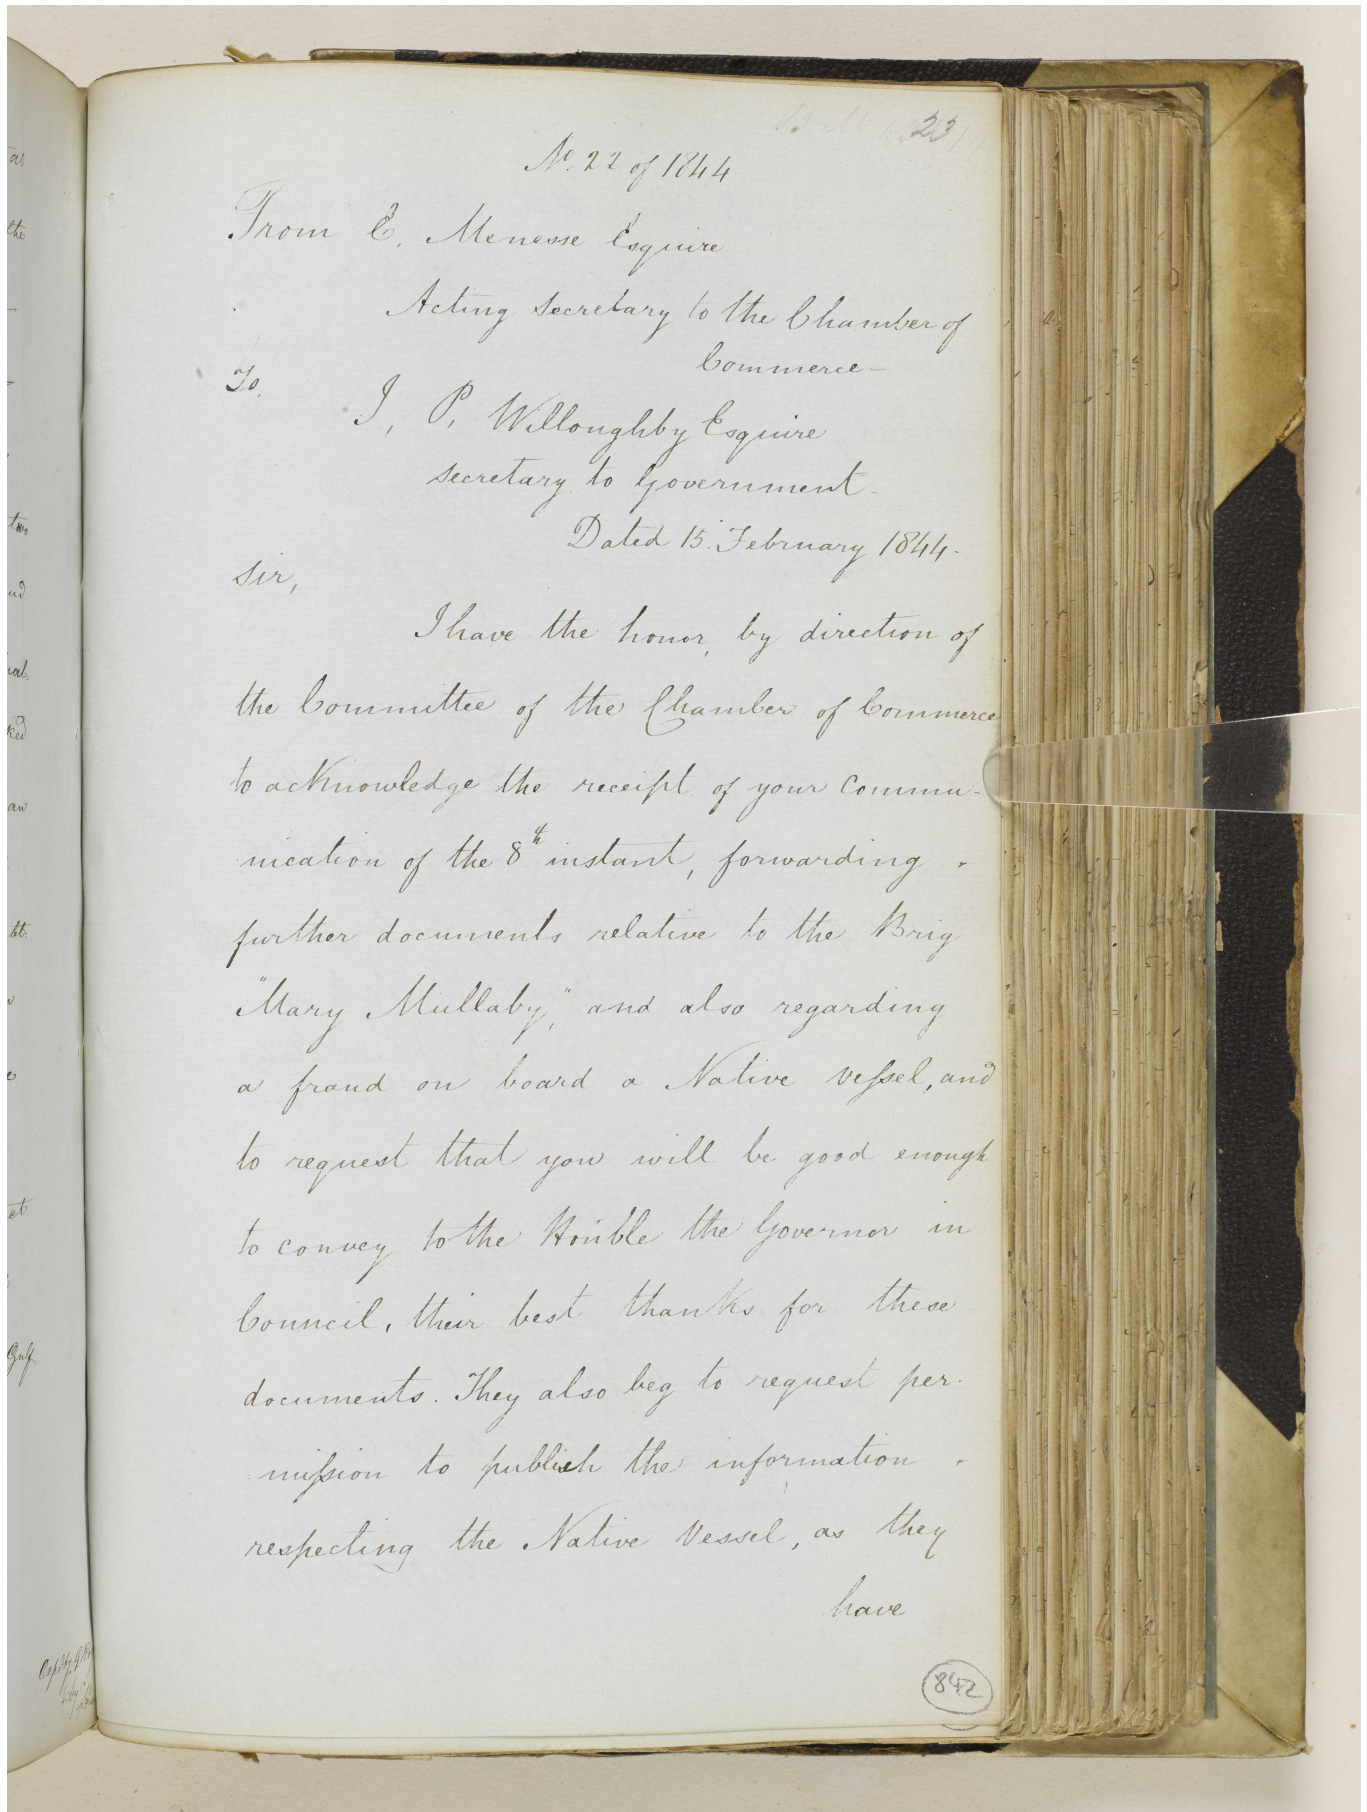 23
No. 22 of 1844
From E. Menesse Esquire
Acting Secretary to the Chamber of
Commerce -
To,
J, P, Willoughby Esquire
Secretary to Government -
Dated 15. February 1844 -
Sir,
I have the honor, by direction of
the Committee of the Chamber of Commerce
to acknowledge the receipt of your Commu-
nication of the 8th instant, forwarding
further documents relative to the Brig
"Mary Mullaby", and also regarding
a fraud on board a Native vessel, and
to request that you will be good enough
to convey to the Hon'ble the Governor in
Council, their best thanks for these
documents. They also beg to request per-
mission to publish the information
respecting the Native Vessel, as they
have
842